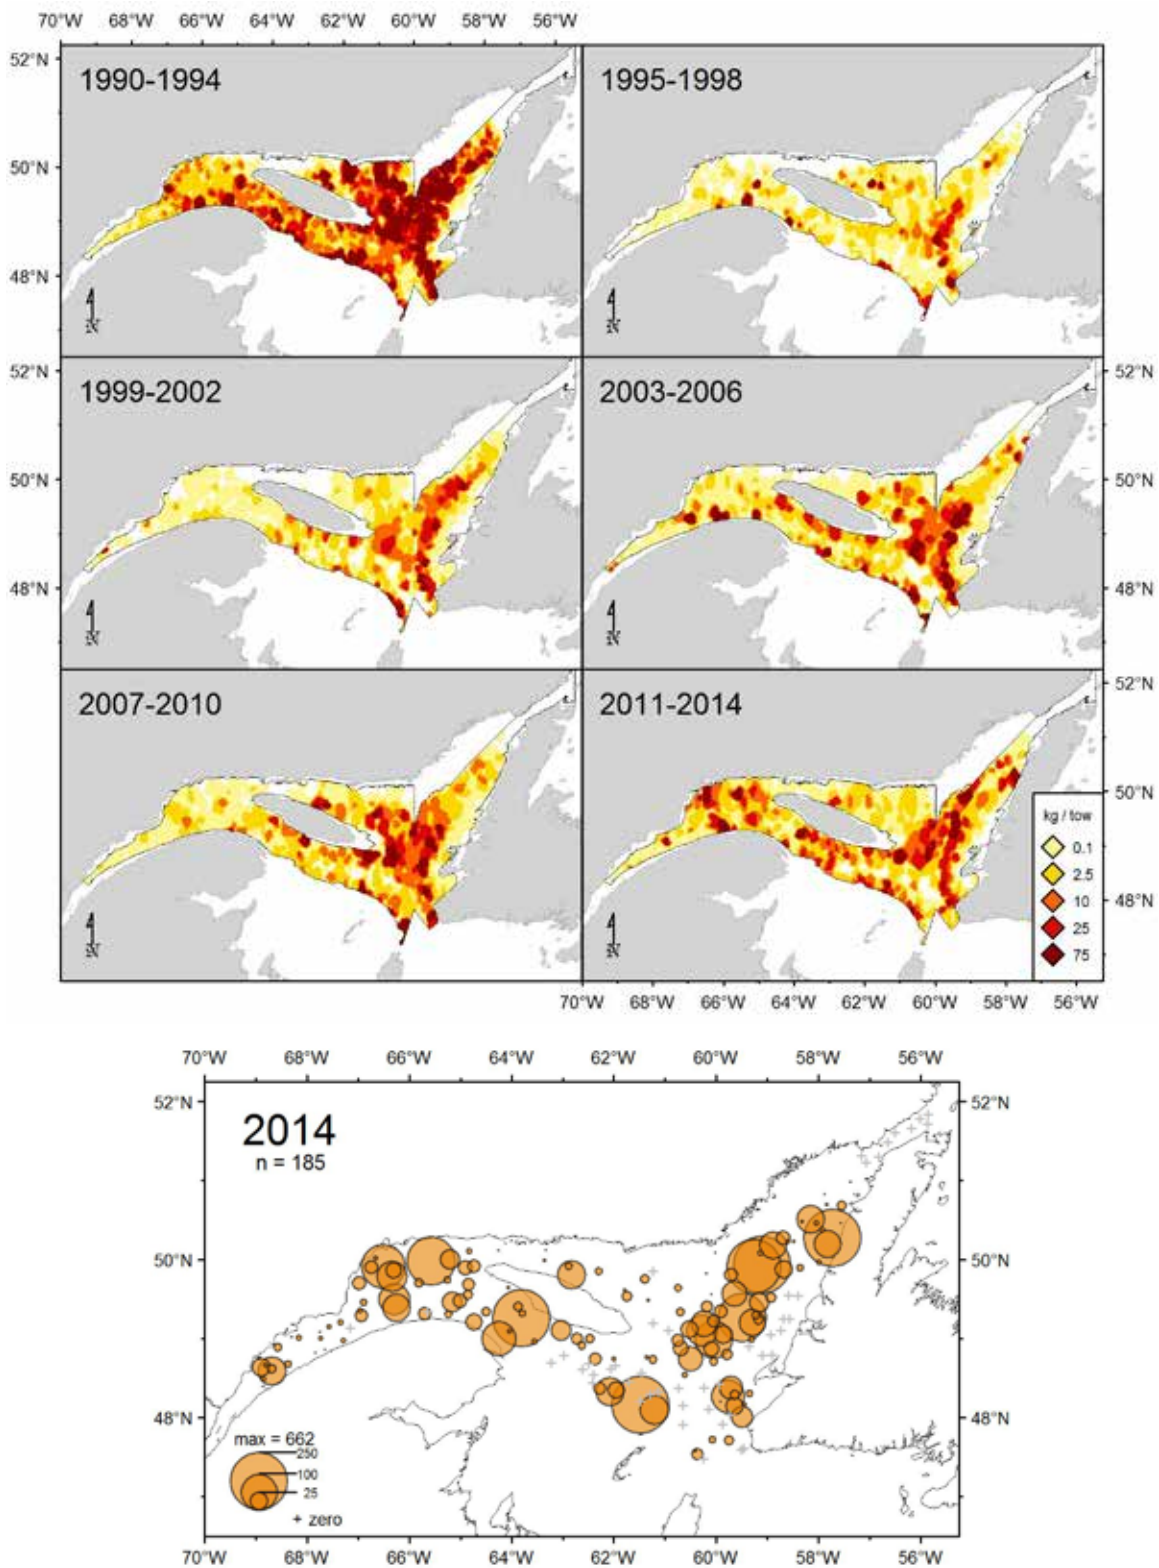 70°W 68°W 66°W 64°W 62°W 60°W 58°W 56°W
52°N
1990-1994
1995-1998
50°N
48°N
N
52°N
1999-2002
2003-2006
52°N
50°N
50°N
48°N
48°N
N
N
2007-2010
2011-2014
52°N
50°N
kg / tow
0.1
2.5
10
25
75
48°N
N
N
70°W 68°W 66°W 64°W 62°W 60°W 58°W 56°W
70°W 68°W 66°W 64°W 62°W 60°W 58°W 56°W
52°N
2014
n = 185
52°N
50°N
50°N
48°N
48°N
max = 662
250
100
25
+ zero
70°W 68°W 66°W 64°W 62°W 60°W 58°W 56°W